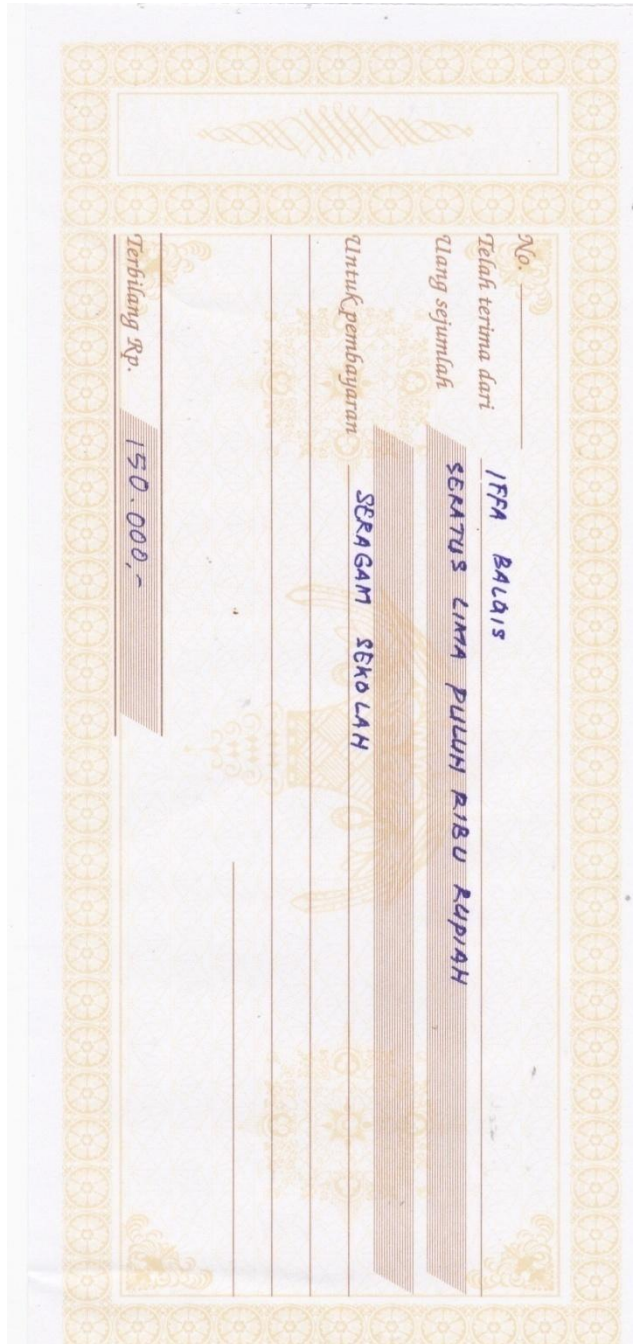 No.
Telah terima dari IFFA BALQIS
Uang sejumlah SERATUS LIMA PULUH RIBU RUPIAH
Untuk pembayaran SERAGAM SEKOLAH
Terbilang Rp. 150.000,-